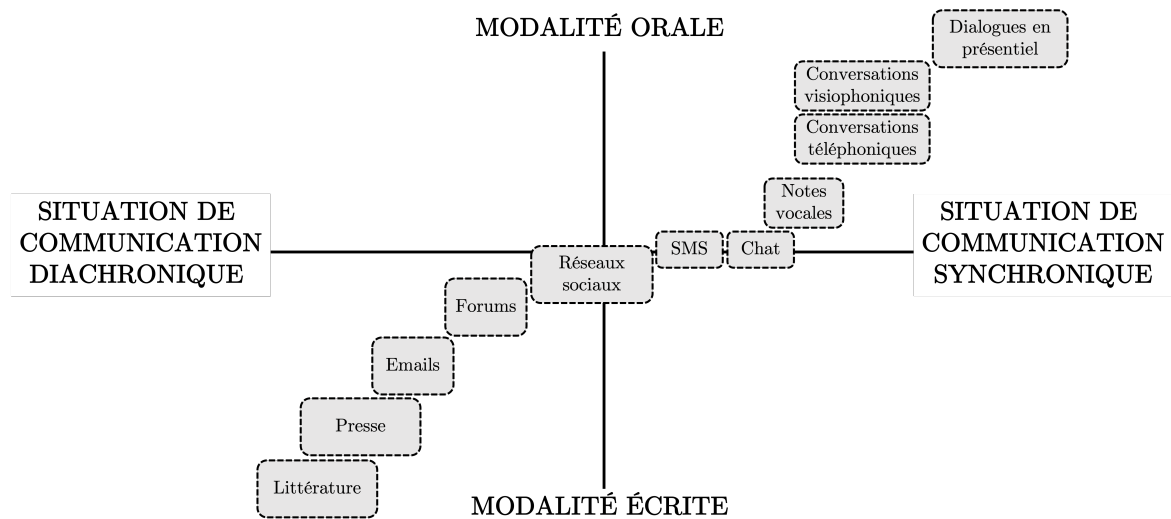 MODALITÉ ORALE
Dialogues en
présentiel
Conversations
visiophoniques
Conversations
téléphoniques
Notes
vocales
SITUATION DE
COMMUNICATION
DIACHRONIQUE
SMS
Chat
SITUATION DE
COMMUNICATION
SYNCHRONIQUE
Réseaux
sociaux
Forums
Emails
Presse
Littérature
MODALITÉ ÉCRITE